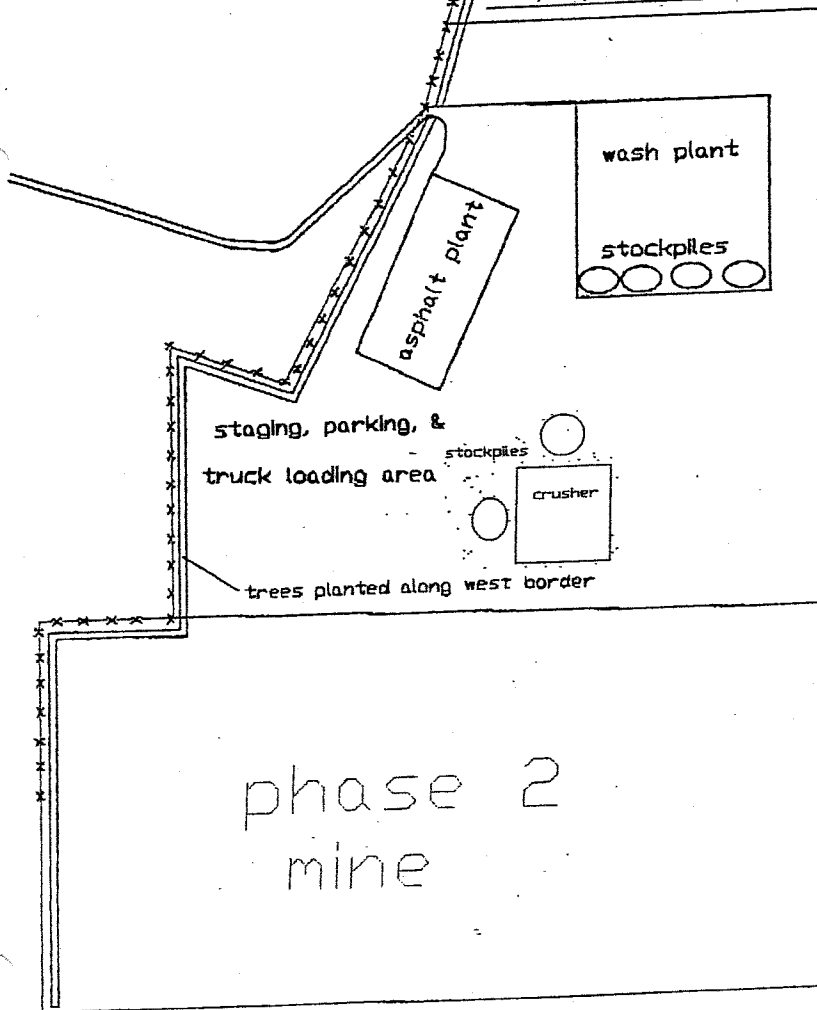 wash plant
stockpiles
asphalt plant
staging, parking, &
truck loading area
stockpiles
crusher
trees planted along west border
phase 2
mine